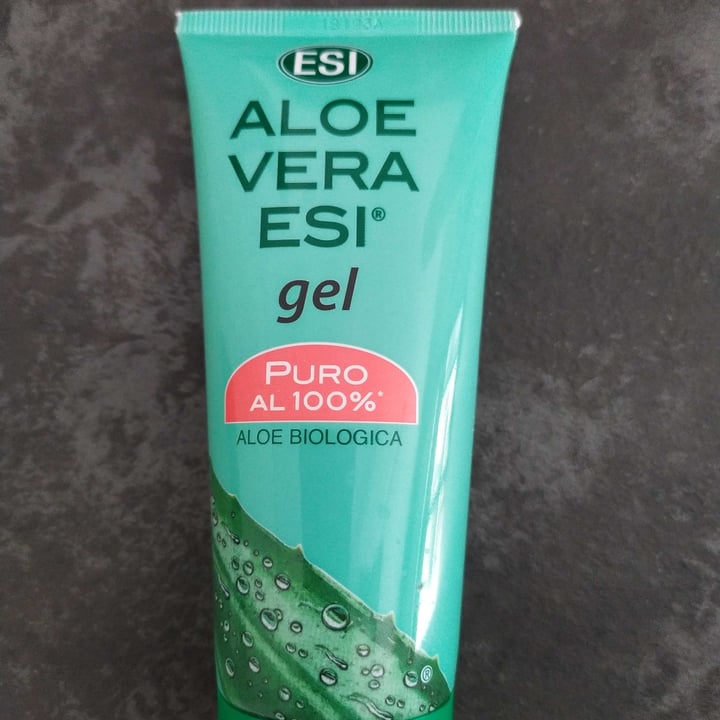 ESI
ALOE
VERA
ESI®
gel
PURO
AL 100%*
ALOE BIOLOGICA
®